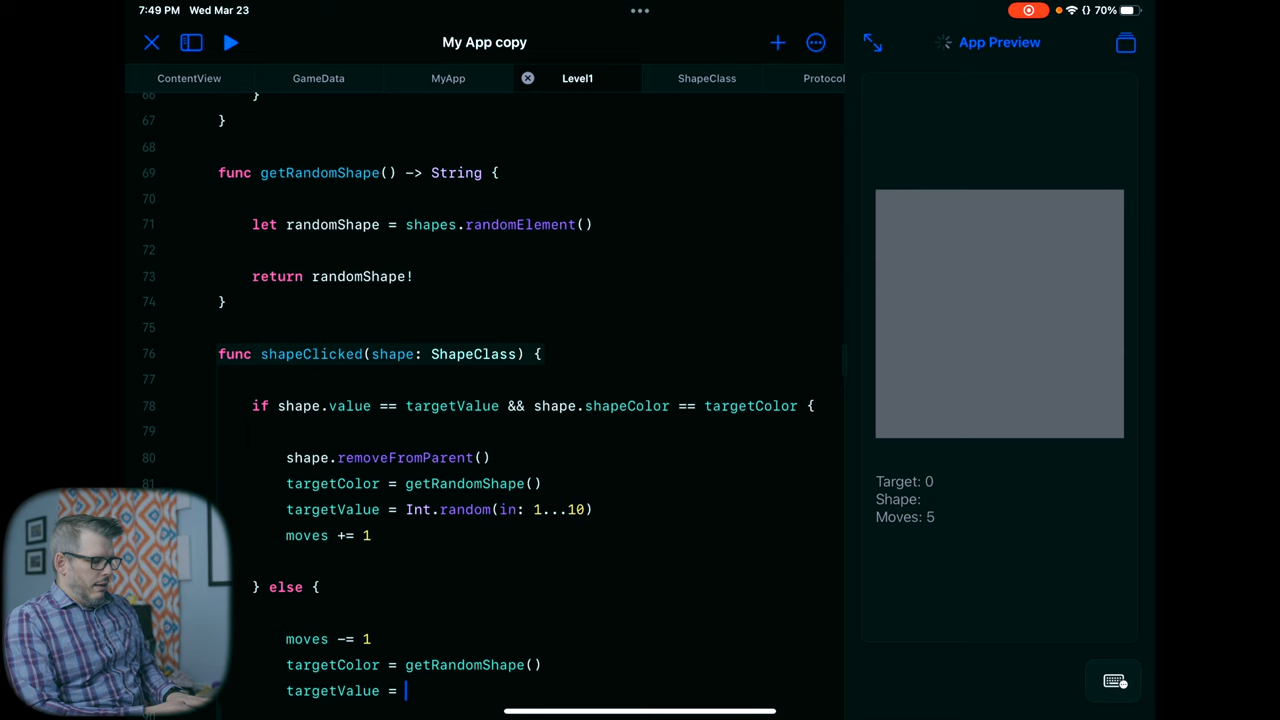 7:49 PM Wed Mar 23
70%
My App copy
App Preview
ContentView
GameData
MyApp
Level1
ShapeClass
Protocol
66 }
67 }
68
69 func getRandomShape() -> String {
70
71 let randomShape = shapes.randomElement()
72
73 return randomShape!
74 }
75
76 func shapeClicked(shape: ShapeClass) {
77
78 if shape.value == targetValue && shape.shapeColor == targetColor {
79
80 shape.removeFromParent()
81 targetColor = getRandomShape()
targetValue = Int.random(in: 1...10)
moves += 1
} else {
moves -= 1
targetColor = getRandomShape()
targetValue =
Target: 0
Shape:
Moves: 5